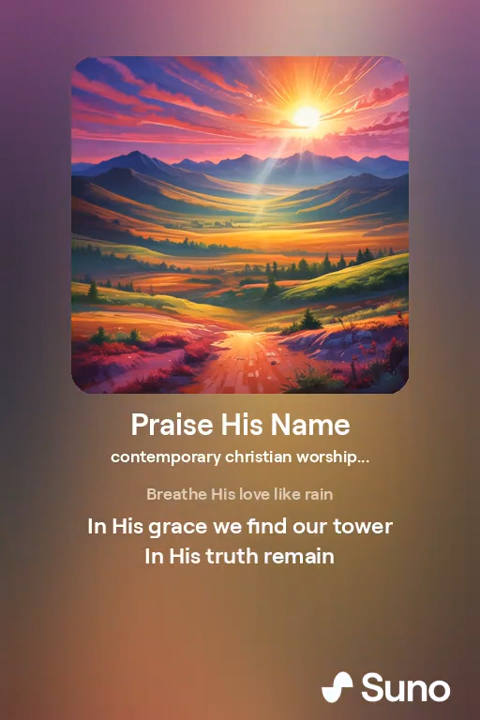 Praise His Name
contemporary christian worship...
Breathe His love like rain
In His grace we find our tower
In His truth remain
Suno